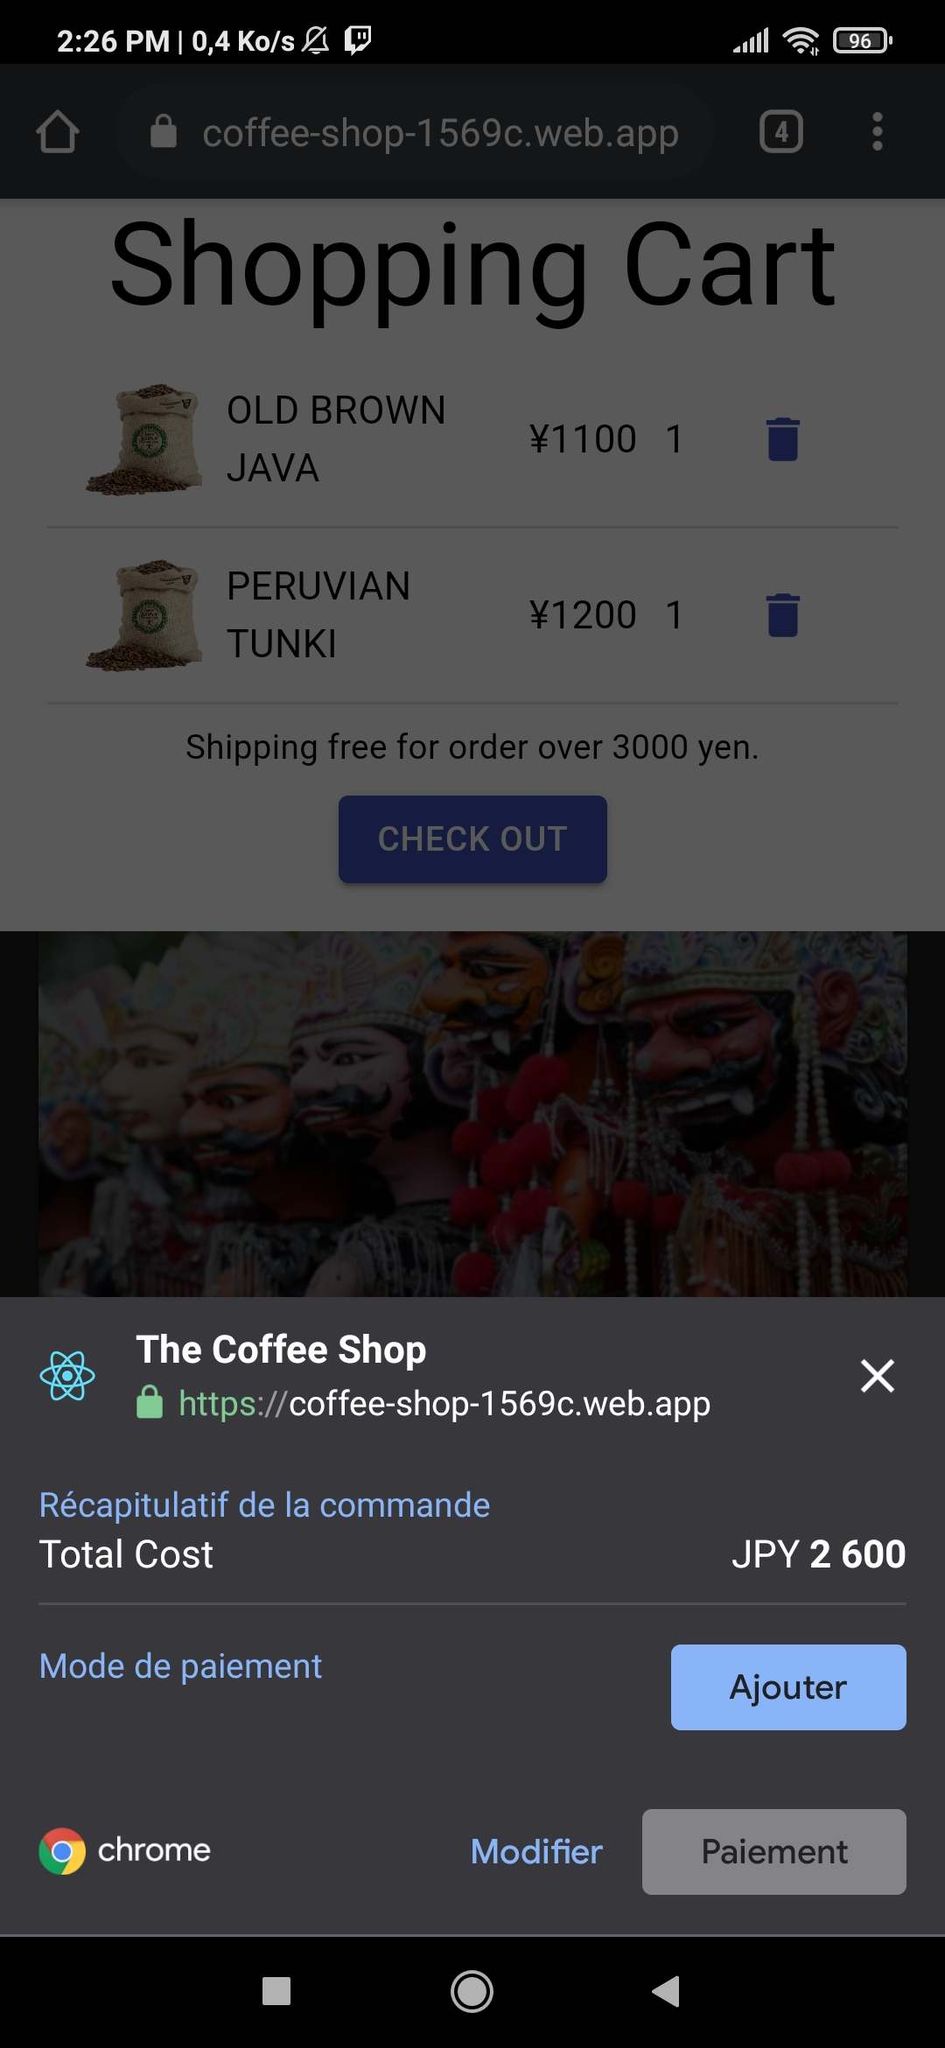 2:26 PM | 0,4 Ko/s
96
coffee-shop-1569c.web.app
4
Shopping Cart
OLD BROWN
JAVA
¥1100 1
PERUVIAN
TUNKI
¥1200 1
Shipping free for order over 3000 yen.
CHECK OUT
The Coffee Shop
https://coffee-shop-1569c.web.app
Récapitulatif de la commande
Total Cost JPY 2 600
Mode de paiement
Ajouter
chrome
Modifier
Paiement